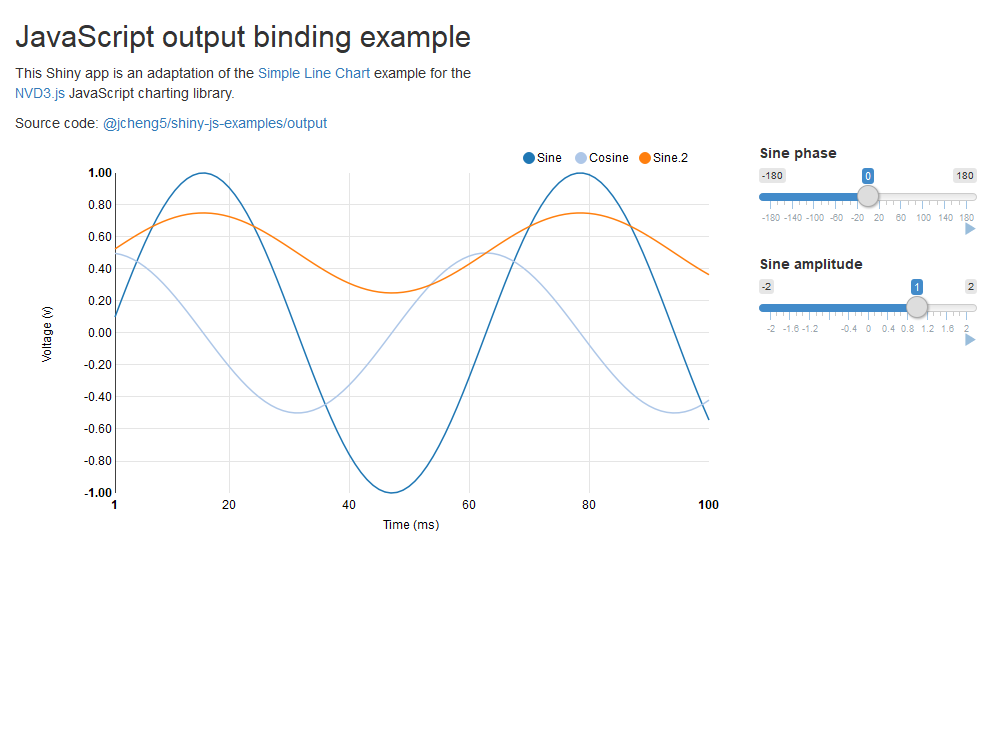 JavaScript output binding example
This Shiny app is an adaptation of the Simple Line Chart example for the
NVD3.js JavaScript charting library.
Source code: @jcheng5/shiny-js-examples/output
Sine Cosine Sine.2
1.00
0.80
0.60
0.40
0.20
0.00
-0.20
-0.40
-0.60
-0.80
-1.00
Voltage (v)
1 20 40 60 80 100
Time (ms)
Sine phase
-180 0 180
-180 -140 -100 -60 -20 20 60 100 140 180
Sine amplitude
-2 1 2
-2 -1.6 -1.2 -0.4 0 0.4 0.8 1.2 1.6 2